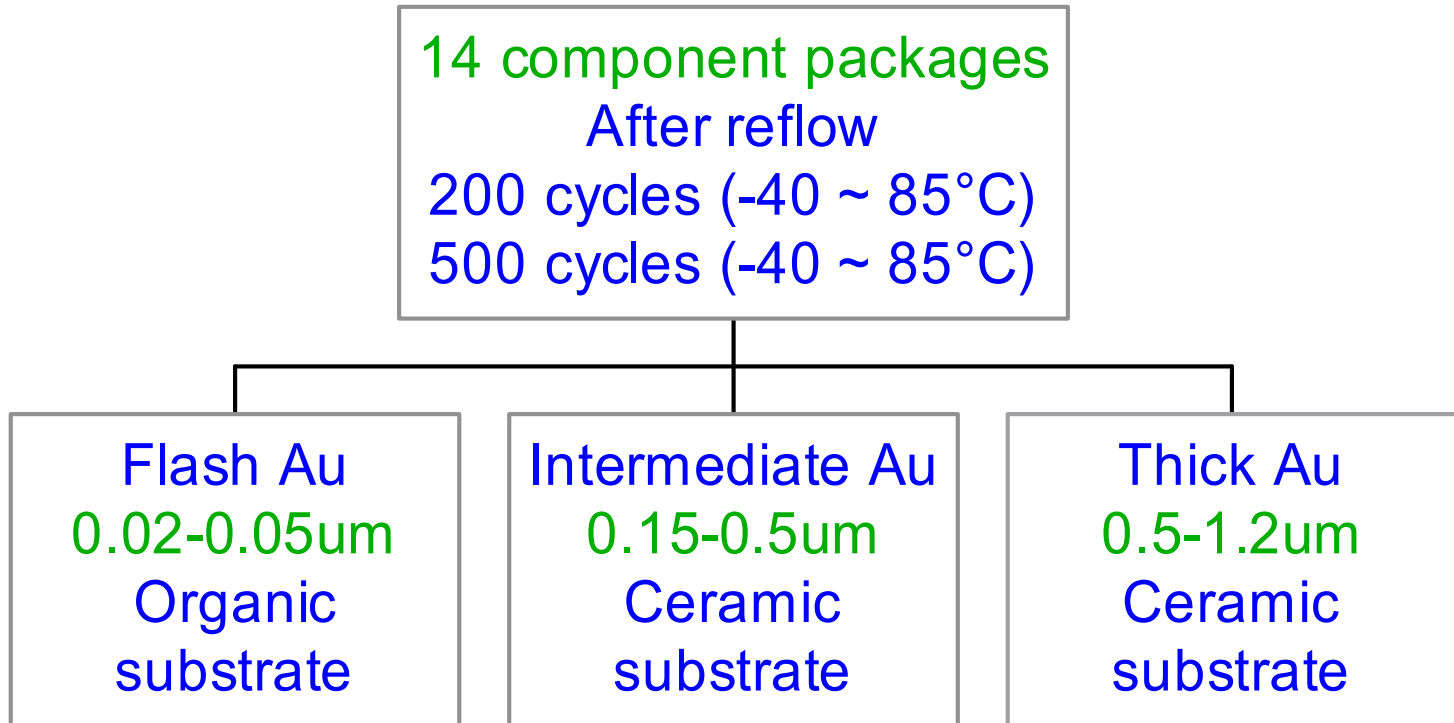 14 component packages
After reflow
200 cycles (-40 ~ 85°C)
500 cycles (-40 ~ 85°C)
Flash Au
0.02-0.05um
Organic
substrate
Intermediate Au
0.15-0.5um
Ceramic
substrate
Thick Au
0.5-1.2um
Ceramic
substrate